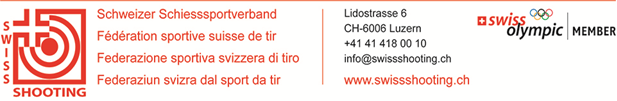 SWISS
SHOOTING
Schweizer Schiesssportverband
Fédération sportive suisse de tir
Federazione sportiva svizzera di tiro
Federaziun svizra dal sport da tir
Lidostrasse 6
CH-6006 Luzern
+41 41 418 00 10
info@swissshooting.ch
www.swissshooting.ch
swiss
olympic
MEMBER